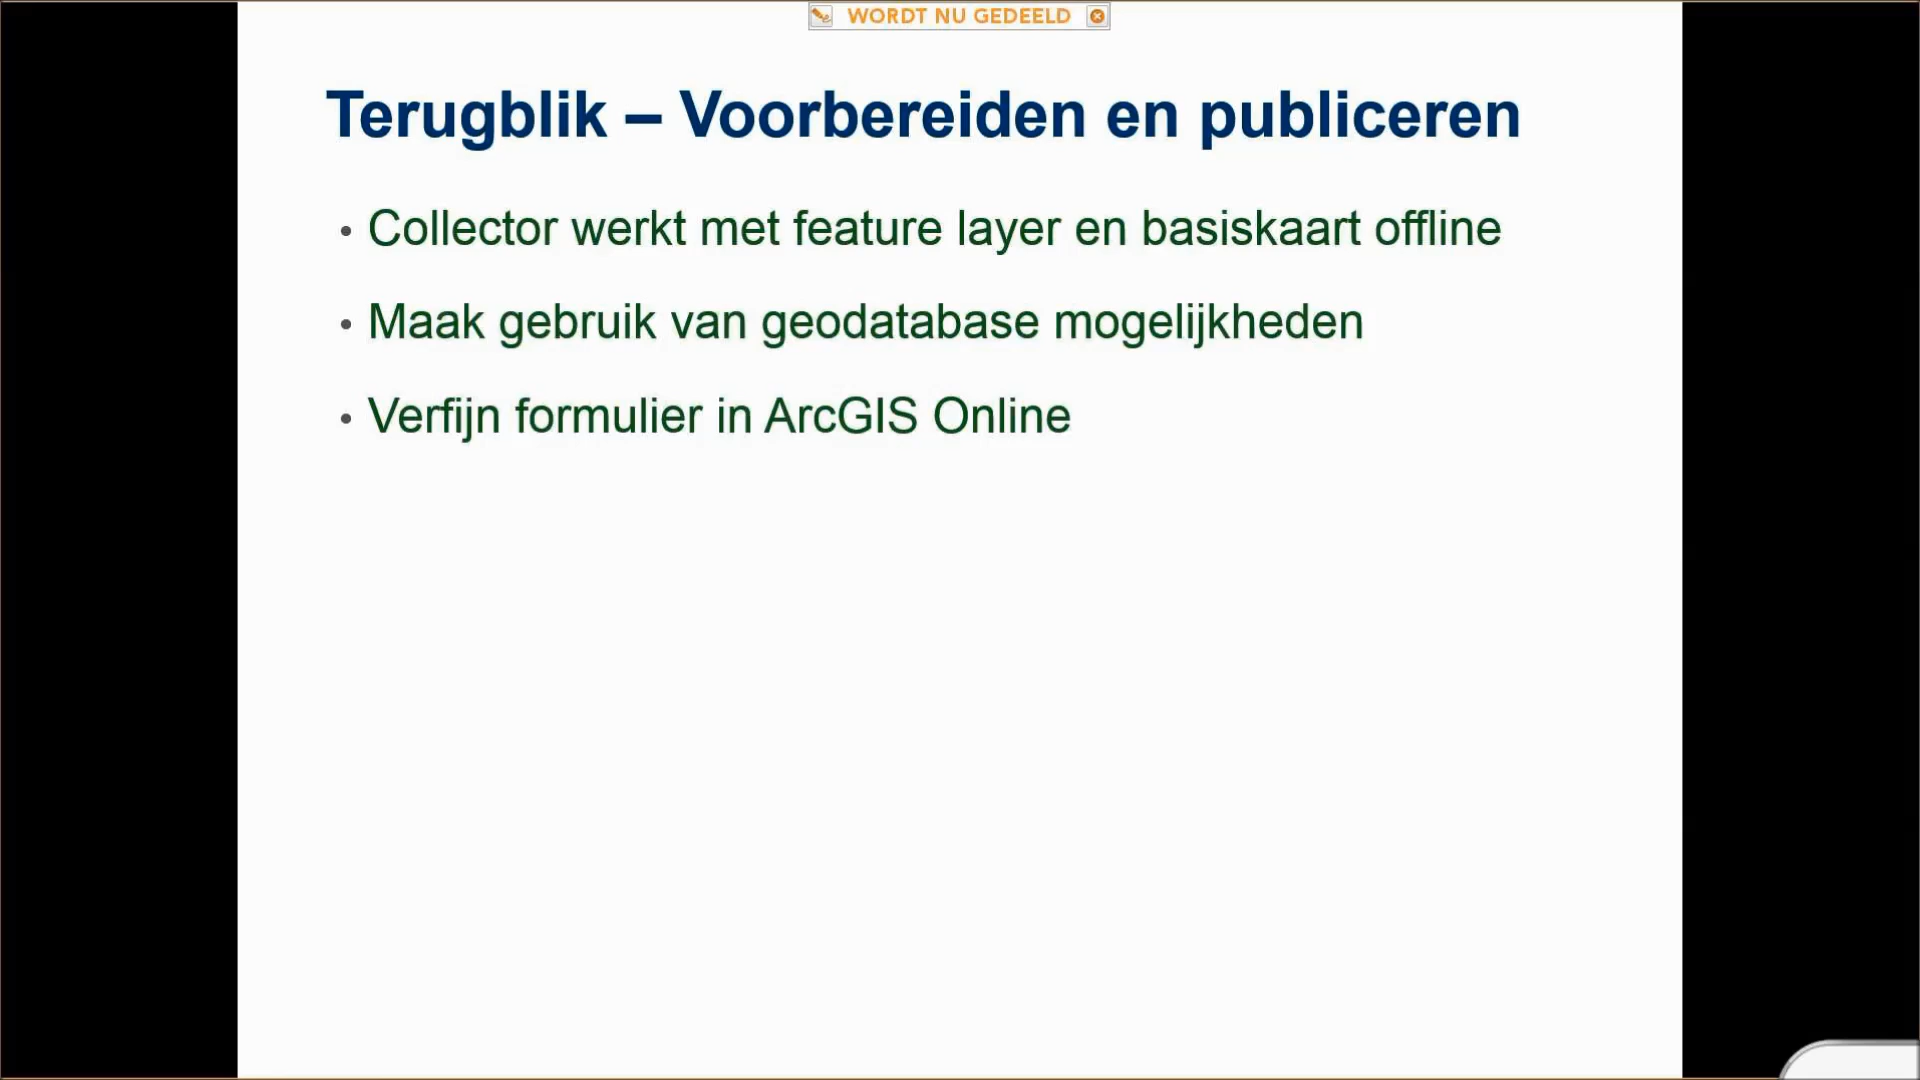 WORDT NU GEDEELD
Terugblik – Voorbereiden en publiceren
• Collector werkt met feature layer en basiskaart offline
• Maak gebruik van geodatabase mogelijkheden
• Verfijn formulier in ArcGIS Online